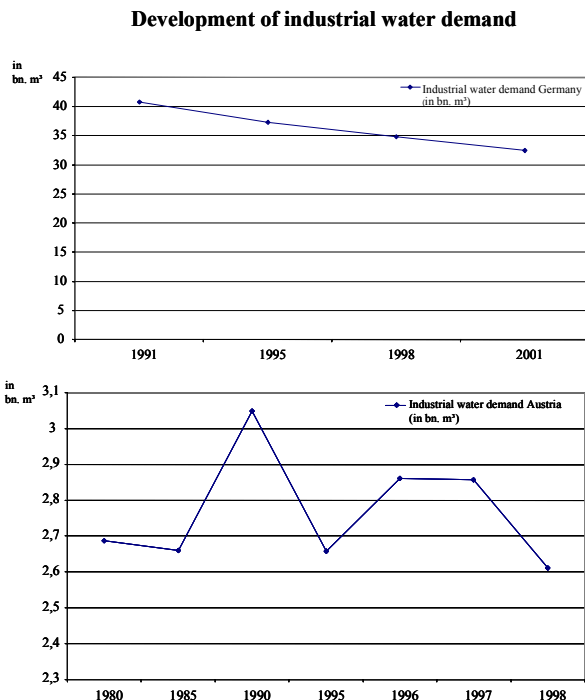 Development of industrial water demand
in
bn. m³
45
40
35
30
25
20
15
10
5
0
Industrial water demand Germany
(in bn. m³)
1991 1995 1998 2001
in
bn. m³
3,1
3
2,9
2,8
2,7
2,6
2,5
2,4
2,3
Industrial water demand Austria
(in bn. m³)
1980 1985 1990 1995 1996 1997 1998